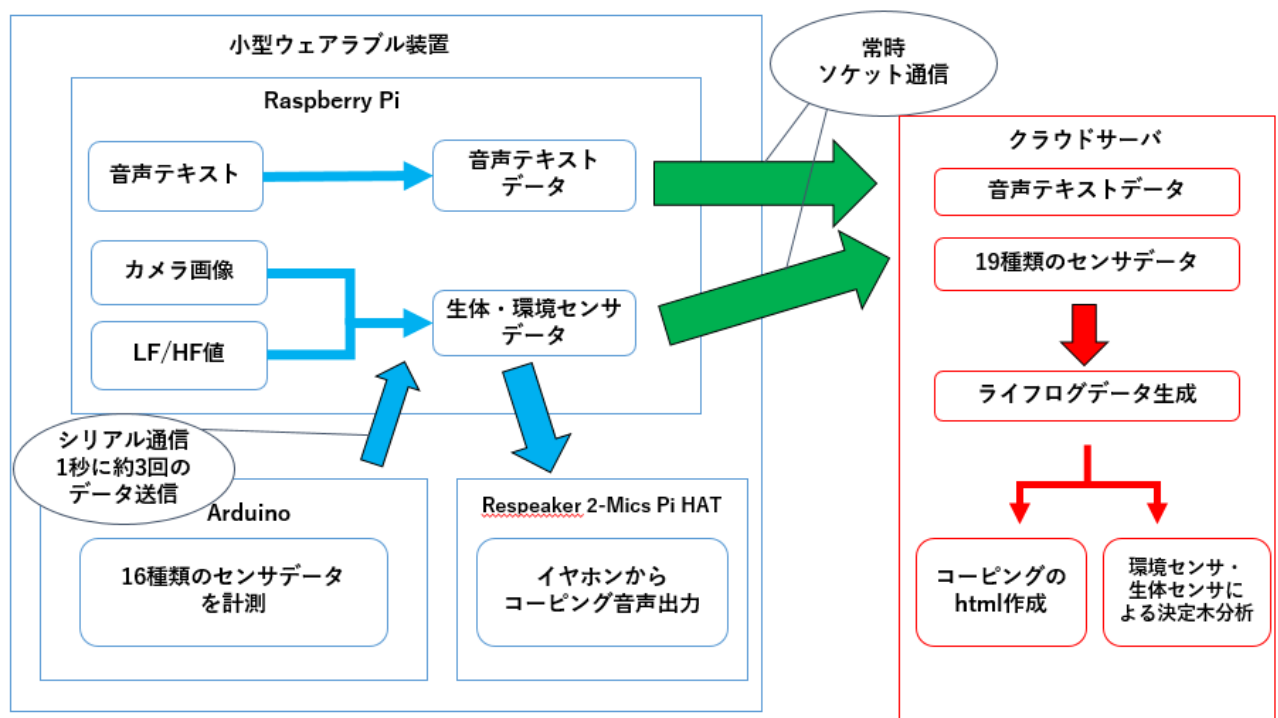 小型ウェアラブル装置
常時
ソケット通信
Raspberry Pi
クラウドサーバ
音声テキスト
音声テキスト
データ
音声テキストデータ
カメラ画像
19種類のセンサデータ
生体・環境センサ
データ
LF/HF値
ライフログデータ生成
シリアル通信
1秒に約3回の
データ送信
Arduino
Respeaker 2-Mics Pi HAT
16種類のセンサデータ
を計測
イヤホンから
コーピング音声出力
コーピングの
html作成
環境センサ・
生体センサに
よる決定木分析